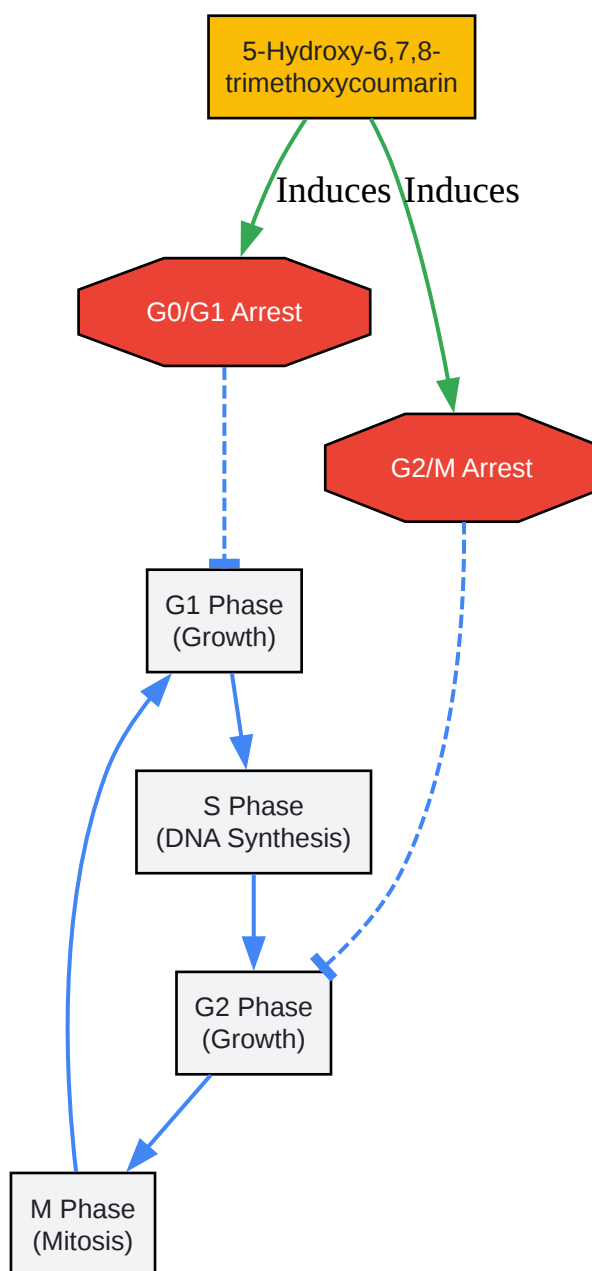 5-Hydroxy-6,7,8-
trimethoxycoumarin
Induces
Induces
G0/G1 Arrest
G2/M Arrest
G1 Phase
(Growth)
S Phase
(DNA Synthesis)
G2 Phase
(Growth)
M Phase
(Mitosis)